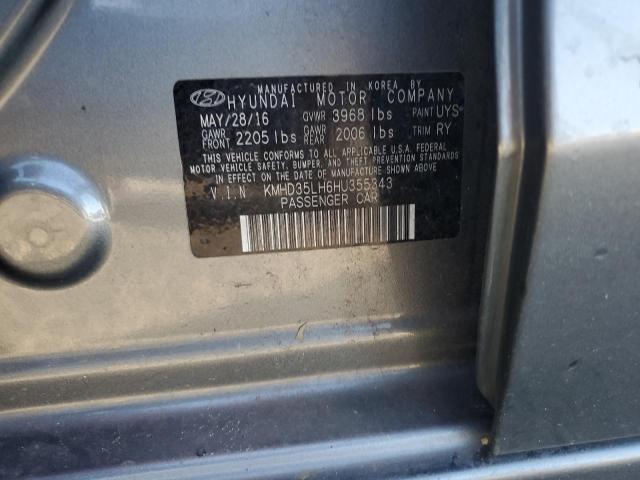 MANUFACTURED IN KOREA BY
HYUNDAI MOTOR COMPANY
MAY/28/16 GVWR 3968 lbs PAINT UYS
GAWR FRONT 2205 lbs GAWR REAR 2006 lbs TRIM RY
THIS VEHICLE CONFORMS TO ALL APPLICABLE U.S.A. FEDERAL
MOTOR VEHICLE SAFETY, BUMPER, AND THEFT PREVENTION STANDARDS
IN EFFECT ON THE DATE OF MANUFACTURE SHOWN ABOVE.
V.I.N KMHD35LH6HU355343
PASSENGER CAR